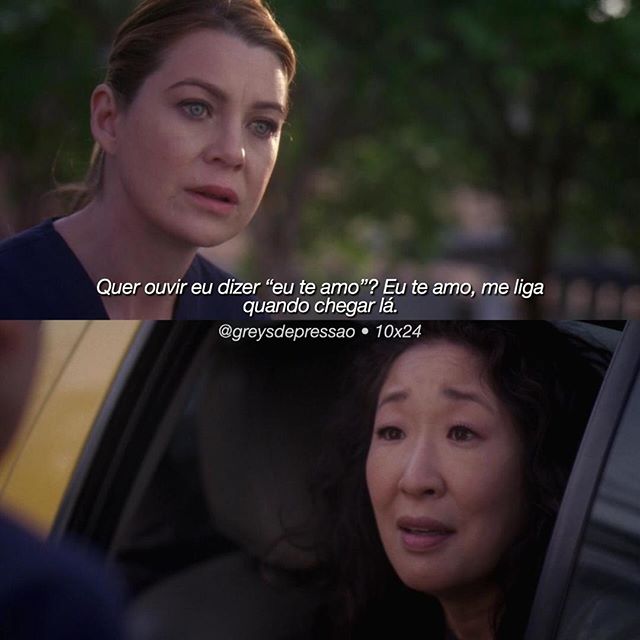 Quer ouvir eu dizer “eu te amo”? Eu te amo, me liga
quando chegar lá.
@greysdepressao • 10x24